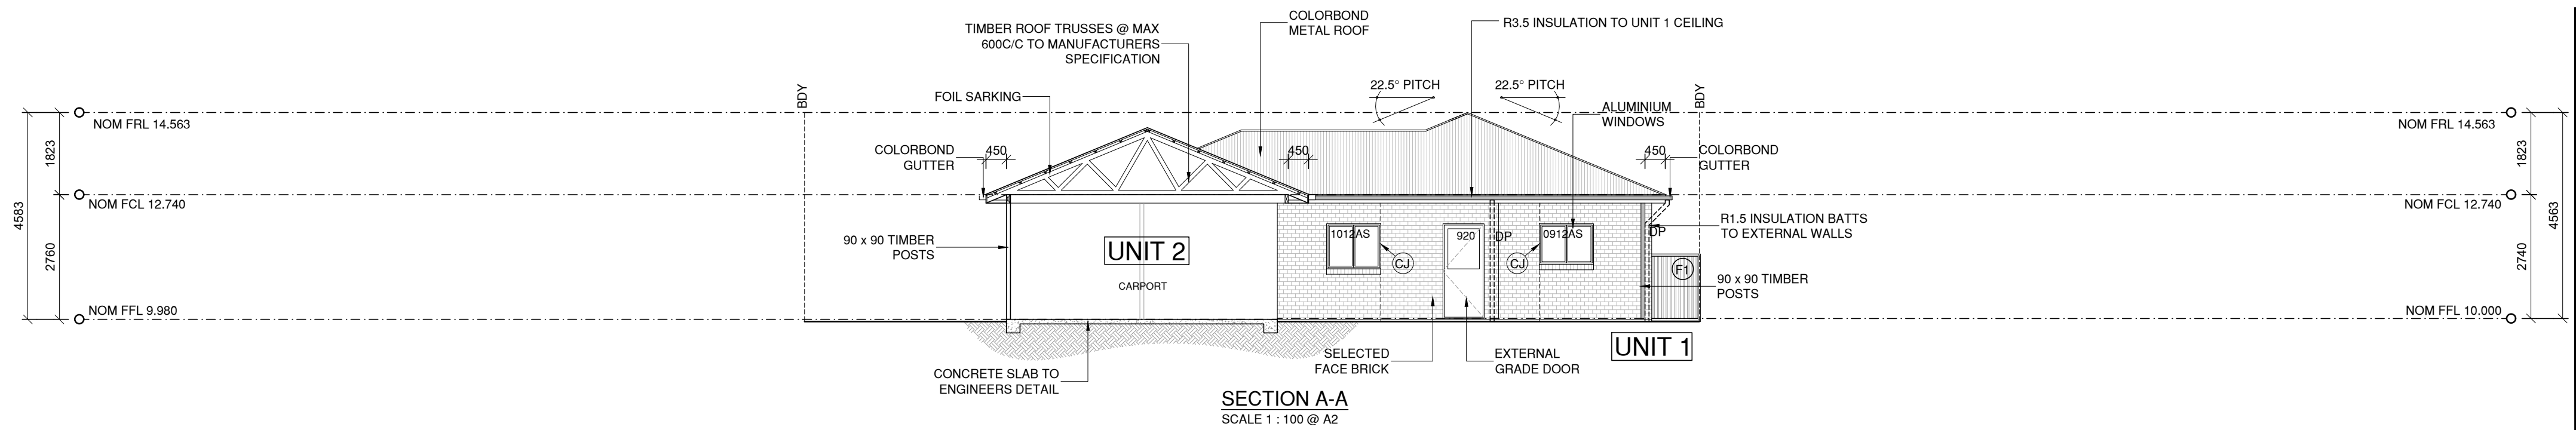 COLORBOND
METAL ROOF
R3.5 INSULATION TO UNIT 1 CEILING
TIMBER ROOF TRUSSES @ MAX
600C/C TO MANUFACTURERS
SPECIFICATION
22.5° PITCH
22.5° PITCH
BDY
FOIL SARKING
BDY
ALUMINIUM
WINDOWS
NOM FRL 14.563
NOM FRL 14.563
1823
COLORBOND
GUTTER
450
450
450
COLORBOND
GUTTER
1823
NOM FCL 12.740
NOM FCL 12.740
4583
2760
90 x 90 TIMBER
POSTS
UNIT 2
CARPORT
1012AS
CJ
920
DP
CJ
0912AS
DP
R1.5 INSULATION BATTS
TO EXTERNAL WALLS
F1
90 x 90 TIMBER
POSTS
2740
4563
NOM FFL 9.980
NOM FFL 10.000
CONCRETE SLAB TO
ENGINEERS DETAIL
SELECTED
FACE BRICK
EXTERNAL
GRADE DOOR
UNIT 1
SECTION A-A
SCALE 1 : 100 @ A2